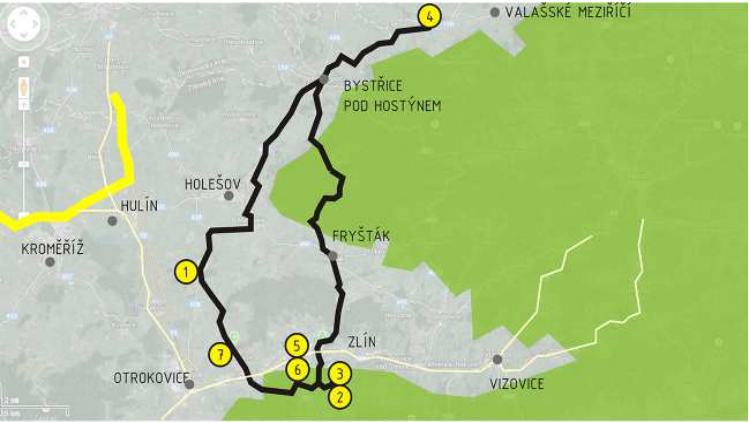 4
VALAŠSKÉ MEZIŘÍČÍ
BYSTŘICE
POD HOSTÝNEM
HOLEŠOV
HULÍN
KROMĚŘÍŽ
FRYŠTÁK
1
ZLÍN
5
7
6
3
OTROKOVICE
VIZOVICE
2